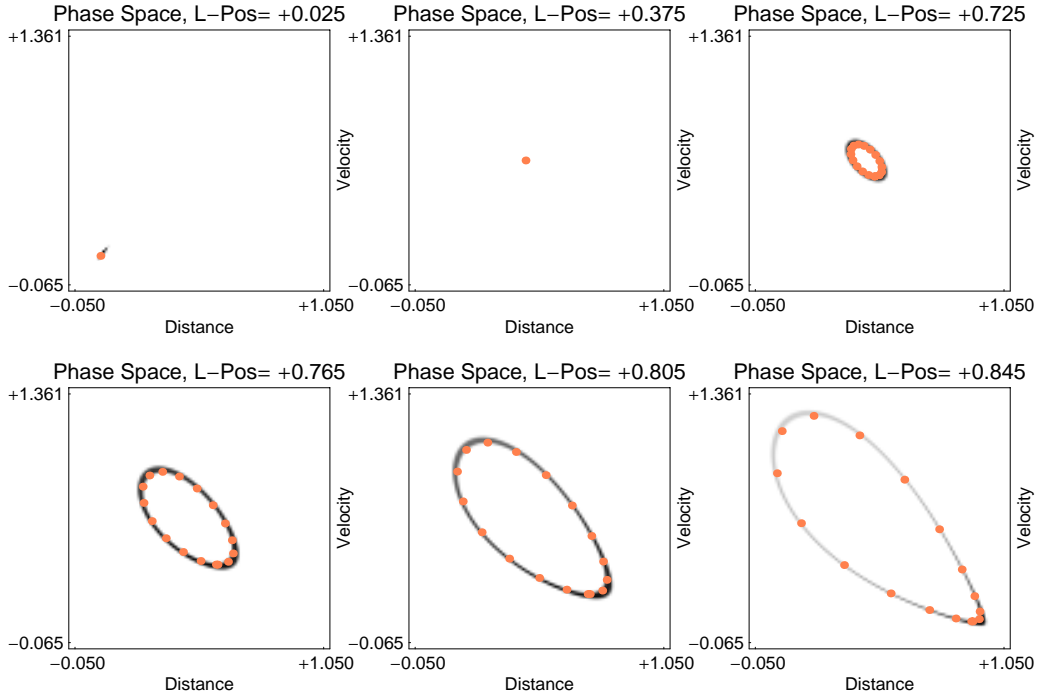 Phase Space, L−Pos= +0.025
Phase Space, L−Pos= +0.375
Phase Space, L−Pos= +0.725
+1.361
+1.361
+1.361
Velocity
Velocity
Velocity
−0.065
−0.065
−0.065
−0.050
+1.050
−0.050
+1.050
−0.050
+1.050
Distance
Distance
Distance
Phase Space, L−Pos= +0.765
Phase Space, L−Pos= +0.805
Phase Space, L−Pos= +0.845
+1.361
+1.361
+1.361
Velocity
Velocity
Velocity
−0.065
−0.065
−0.065
−0.050
+1.050
−0.050
+1.050
−0.050
+1.050
Distance
Distance
Distance